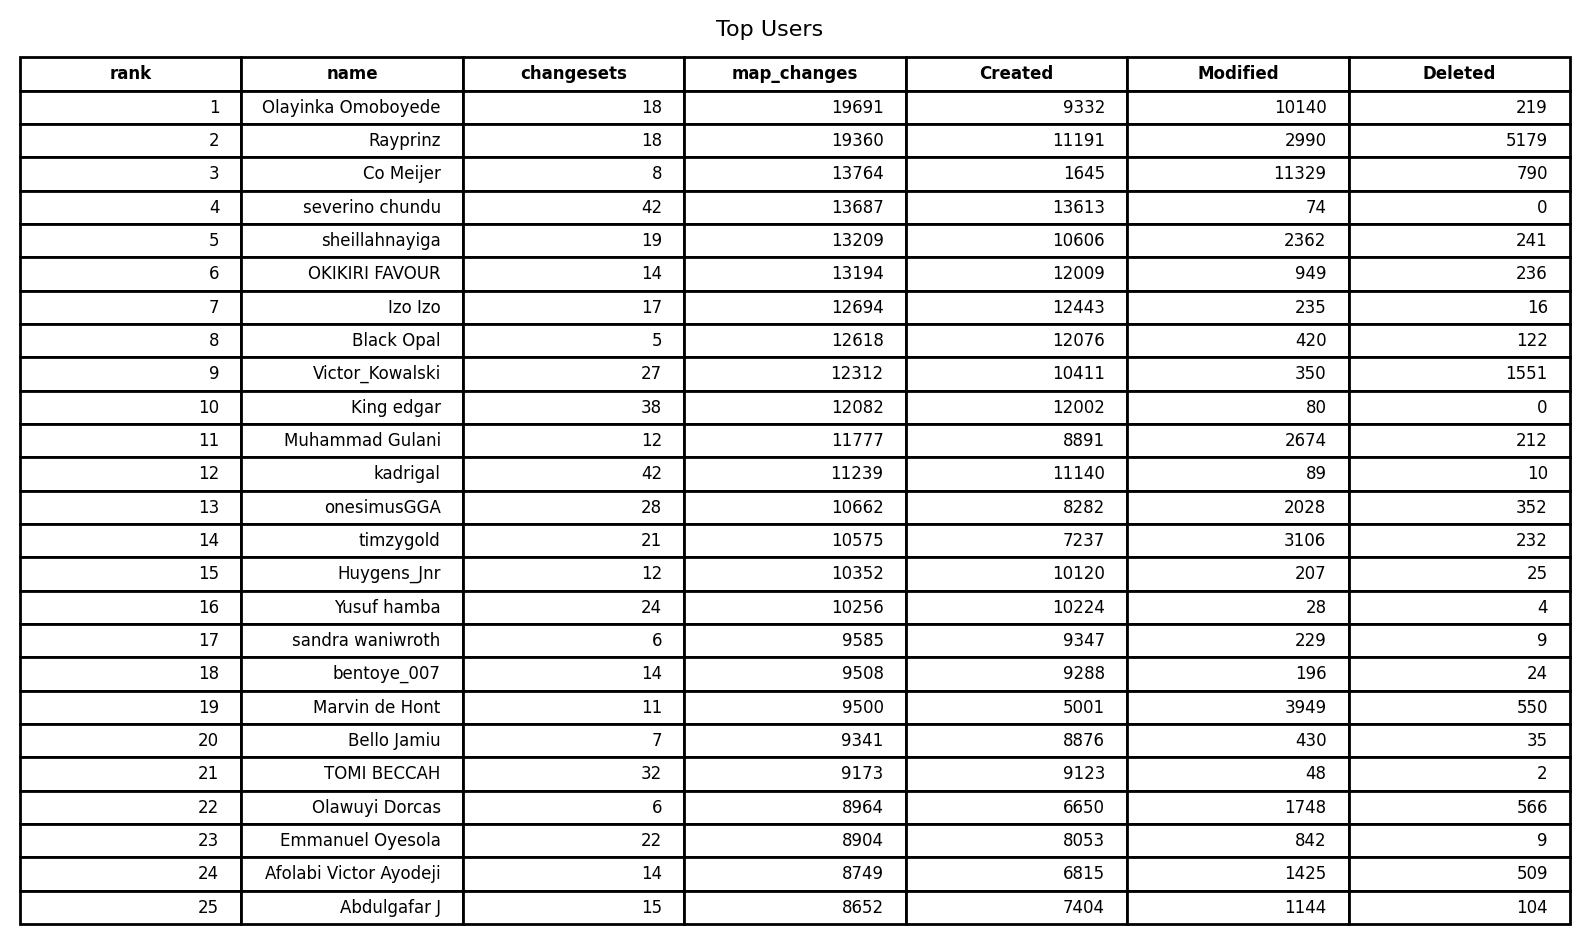 Top Users
rank name changesets map_changes Created Modified Deleted
1 Olayinka Omoboyede 18 19691 9332 10140 219
2 Rayprinz 18 19360 11191 2990 5179
3 Co Meijer 8 13764 1645 11329 790
4 severino chundu 42 13687 13613 74 0
5 sheillahnayiga 19 13209 10606 2362 241
6 OKIKIRI FAVOUR 14 13194 12009 949 236
7 Izo Izo 17 12694 12443 235 16
8 Black Opal 5 12618 12076 420 122
9 Victor_Kowalski 27 12312 10411 350 1551
10 King edgar 38 12082 12002 80 0
11 Muhammad Gulani 12 11777 8891 2674 212
12 kadrigal 42 11239 11140 89 10
13 onesimusGGA 28 10662 8282 2028 352
14 timzygold 21 10575 7237 3106 232
15 Huygens_Jnr 12 10352 10120 207 25
16 Yusuf hamba 24 10256 10224 28 4
17 sandra waniwroth 6 9585 9347 229 9
18 bentoye_007 14 9508 9288 196 24
19 Marvin de Hont 11 9500 5001 3949 550
20 Bello Jamiu 7 9341 8876 430 35
21 TOMI BECCAH 32 9173 9123 48 2
22 Olawuyi Dorcas 6 8964 6650 1748 566
23 Emmanuel Oyesola 22 8904 8053 842 9
24 Afolabi Victor Ayodeji 14 8749 6815 1425 509
25 Abdulgafar J 15 8652 7404 1144 104